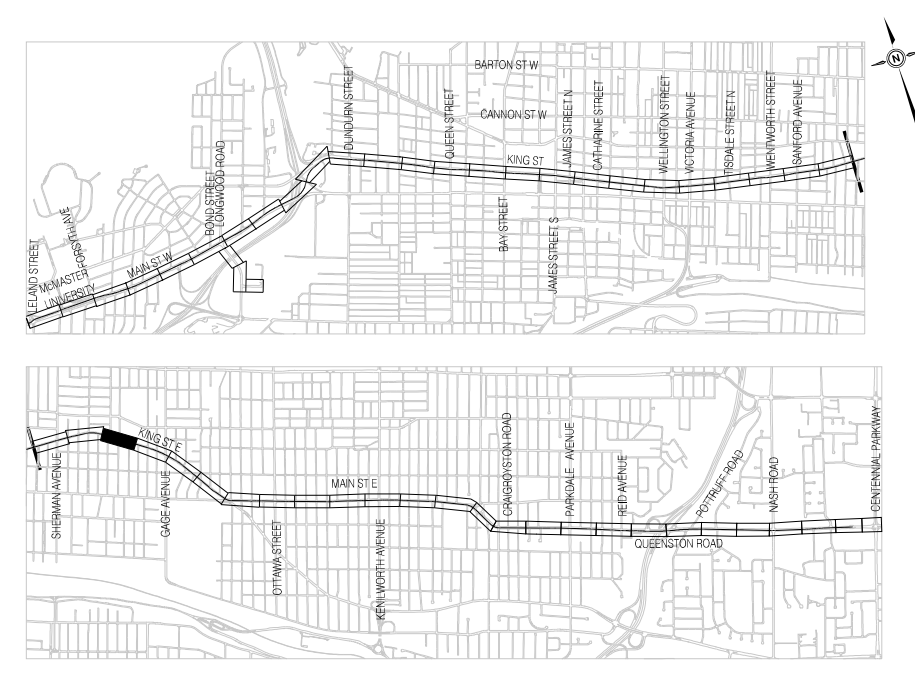 N
BARTON ST W
CANNON ST W
DUNDURN STREET
QUEEN STREET
JAMES STREET N
CATHARINE STREET
WELLINGTON STREET
VICTORIA AVENUE
TISDALE STREET N
WENTWORTH STREET
SANFORD AVENUE
KING ST
BOND STREET
LONGWOOD ROAD
BAY STREET
JAMES STREET S
LELAND STREET
FORSYTH AVE
McMASTER
UNIVERSITY
MAIN ST W
KING ST E
SHERMAN AVENUE
GAGE AVENUE
MAIN ST E
OTTAWA STREET
KENILWORTH AVENUE
CRAIGROYSTON ROAD
PARKDALE AVENUE
REID AVENUE
POTTRUFF ROAD
NASH ROAD
CENTENNIAL PARKWAY
QUEENSTON ROAD